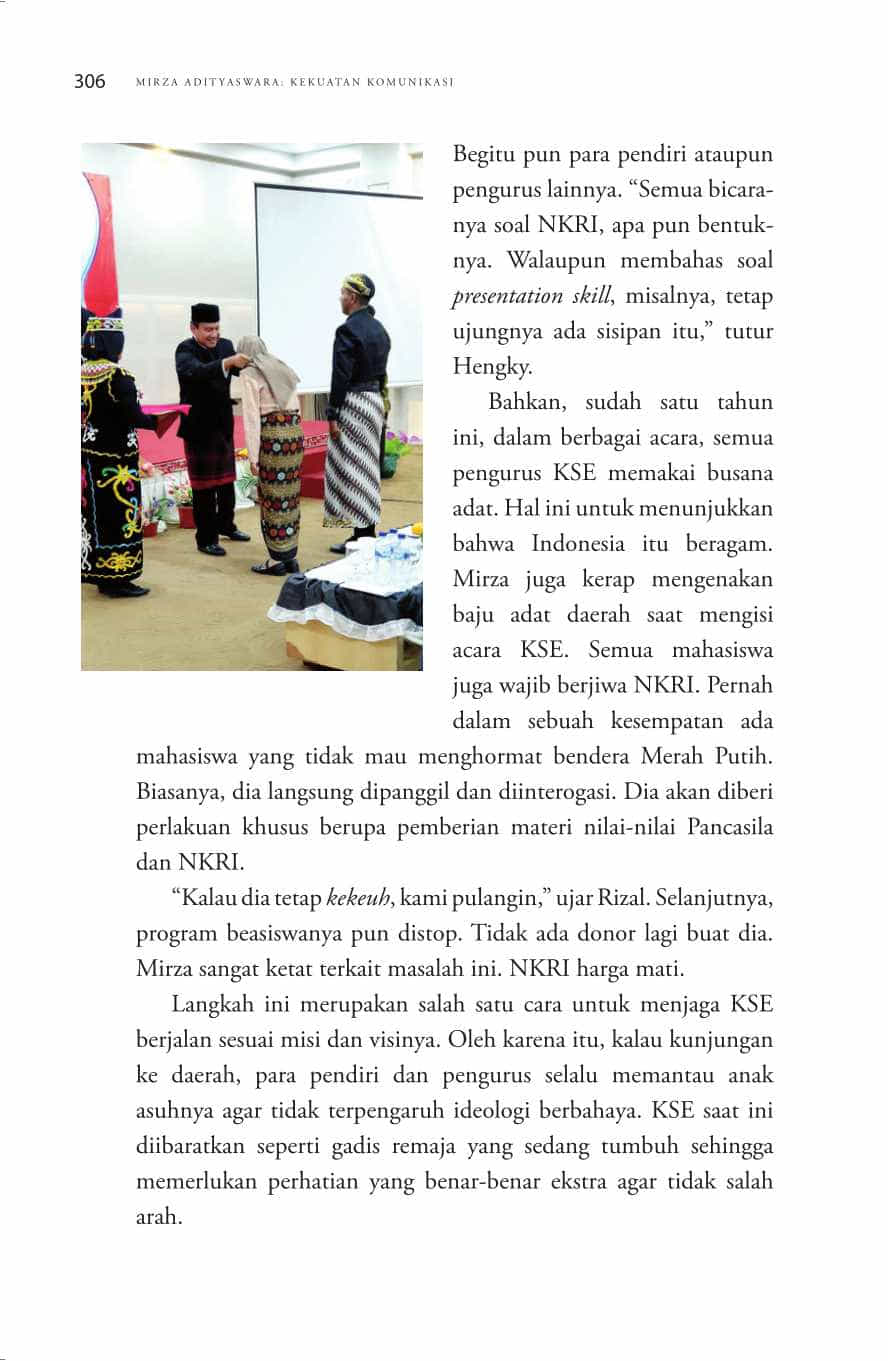 306 MIRZA ADITYASWARA: KEKUATAN KOMUNIKASI
Begitu pun para pendiri ataupun
pengurus lainnya. “Semua bicara-
nya soal NKRI, apa pun bentuk-
nya. Walaupun membahas soal
presentation skill, misalnya, tetap
ujungnya ada sisipan itu,” tutur
Hengky.
Bahkan, sudah satu tahun
ini, dalam berbagai acara, semua
pengurus KSE memakai busana
adat. Hal ini untuk menunjukkan
bahwa Indonesia itu beragam.
Mirza juga kerap mengenakan
baju adat daerah saat mengisi
acara KSE. Semua mahasiswa
juga wajib berjiwa NKRI. Pernah
dalam sebuah kesempatan ada
mahasiswa yang tidak mau menghormat bendera Merah Putih.
Biasanya, dia langsung dipanggil dan diinterogasi. Dia akan diberi
perlakuan khusus berupa pemberian materi nilai-nilai Pancasila
dan NKRI.
“Kalau dia tetap kekeuh, kami pulangin,” ujar Rizal. Selanjutnya,
program beasiswanya pun distop. Tidak ada donor lagi buat dia.
Mirza sangat ketat terkait masalah ini. NKRI harga mati.
Langkah ini merupakan salah satu cara untuk menjaga KSE
berjalan sesuai misi dan visinya. Oleh karena itu, kalau kunjungan
ke daerah, para pendiri dan pengurus selalu memantau anak
asuhnya agar tidak terpengaruh ideologi berbahaya. KSE saat ini
diibaratkan seperti gadis remaja yang sedang tumbuh sehingga
memerlukan perhatian yang benar-benar ekstra agar tidak salah
arah.